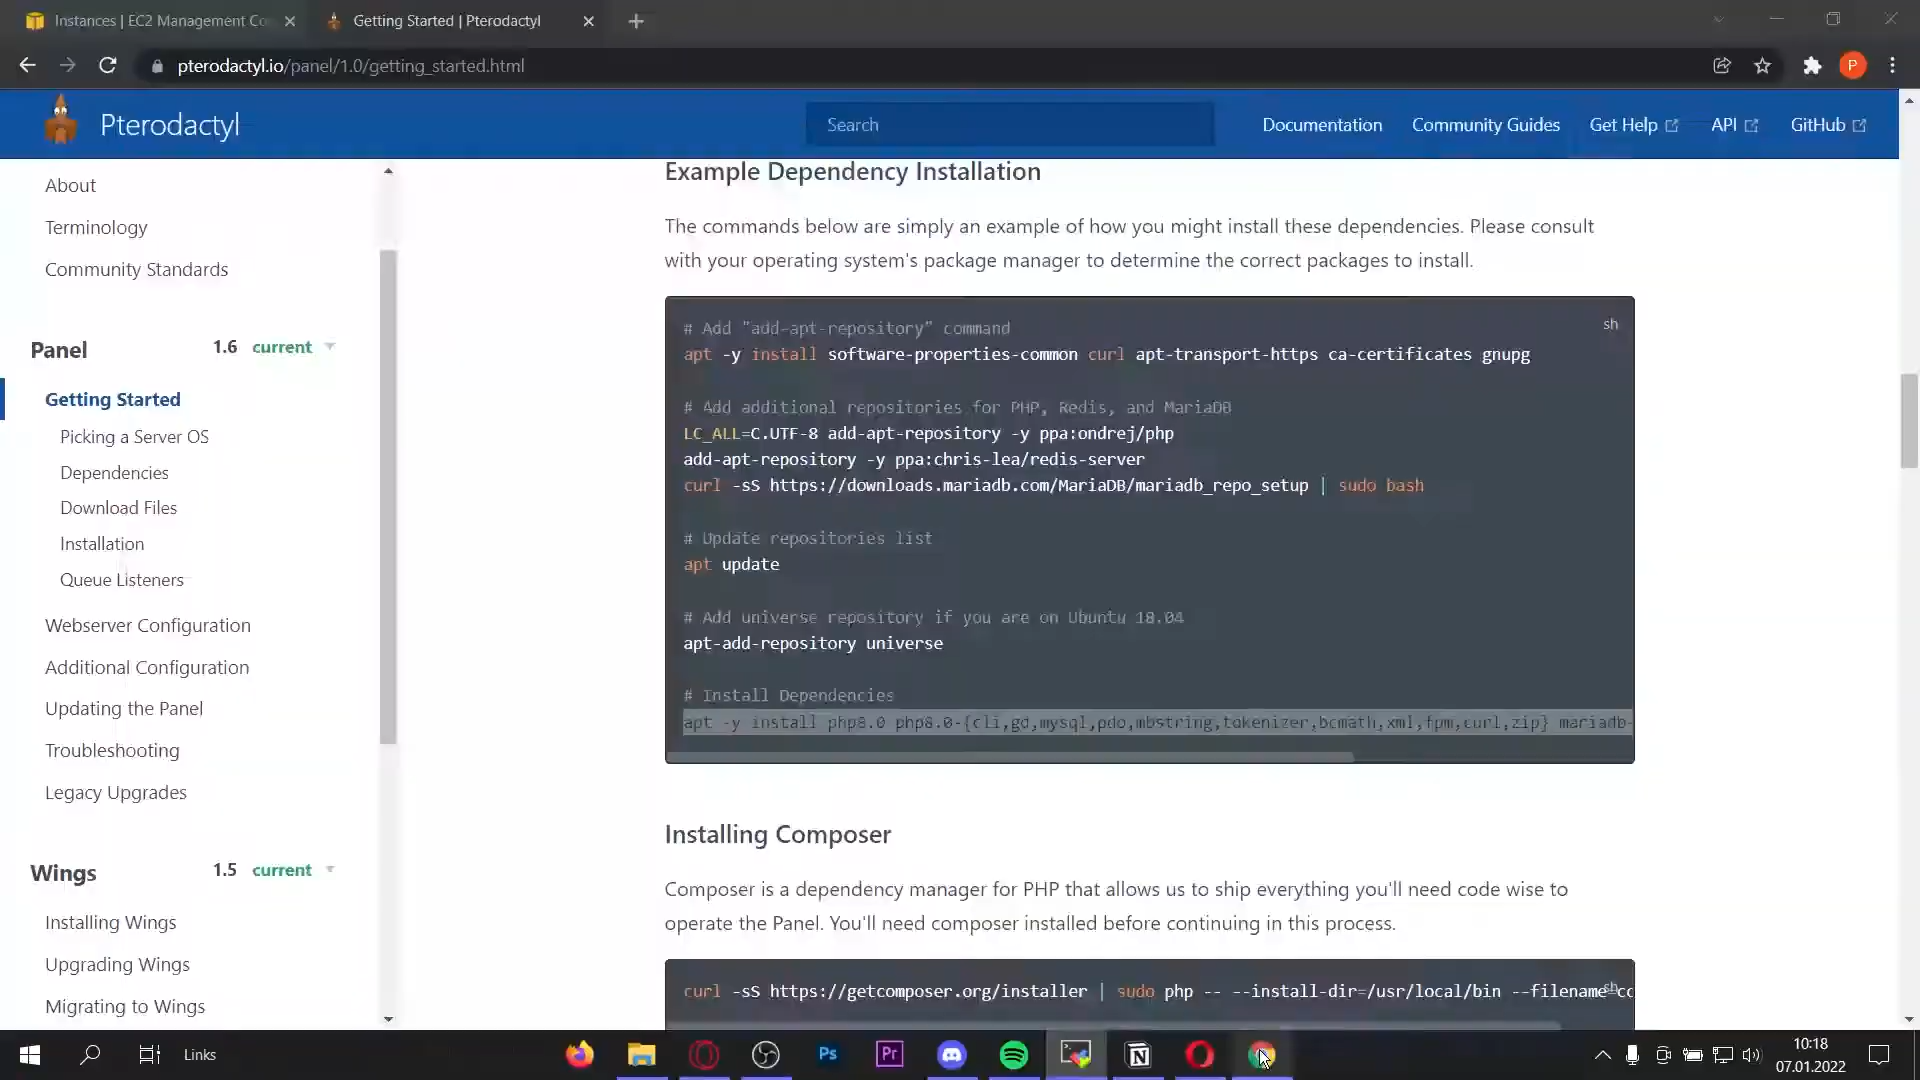 Instances | EC2 Management Co
Getting Started | Pterodactyl
pterodactyl.io/panel/1.0/getting_started.html
P
Pterodactyl
Search
Documentation
Community Guides
Get Help
API
GitHub
About
Terminology
Community Standards
Panel
1.6 current
Getting Started
Picking a Server OS
Dependencies
Download Files
Installation
Queue Listeners
Webserver Configuration
Additional Configuration
Updating the Panel
Troubleshooting
Legacy Upgrades
Wings
1.5 current
Installing Wings
Upgrading Wings
Migrating to Wings
Example Dependency Installation
The commands below are simply an example of how you might install these dependencies. Please consult
with your operating system's package manager to determine the correct packages to install.
sh
# Add "add-apt-repository" command
apt -y install software-properties-common curl apt-transport-https ca-certificates gnupg
# Add additional repositories for PHP, Redis, and MariaDB
LC_ALL=C.UTF-8 add-apt-repository -y ppa:ondrej/php
add-apt-repository -y ppa:chris-lea/redis-server
curl -sS https://downloads.mariadb.com/MariaDB/mariadb_repo_setup | sudo bash
# Update repositories list
apt update
# Add universe repository if you are on Ubuntu 18.04
apt-add-repository universe
# Install Dependencies
apt -y install php8.0 php8.0-{cli,gd,mysql,pdo,mbstring,tokenizer,bcmath,xml,fpm,curl,zip} mariadb-
Installing Composer
Composer is a dependency manager for PHP that allows us to ship everything you'll need code wise to
operate the Panel. You'll need composer installed before continuing in this process.
sh
curl -sS https://getcomposer.org/installer | sudo php -- --install-dir=/usr/local/bin --filename=co
Links
Ps
Pr
10:18
07.01.2022